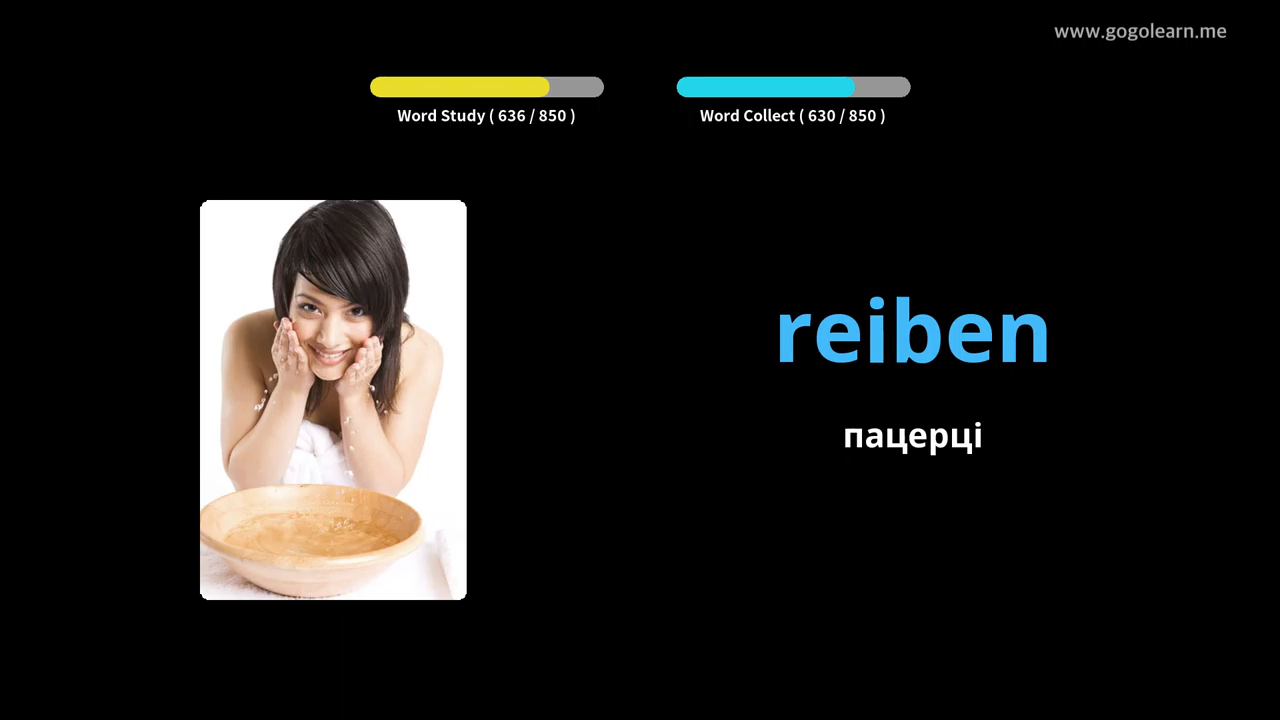 www.gogolearn.me
Word Study ( 636 / 850 )
Word Collect ( 630 / 850 )
reiben
пацерці